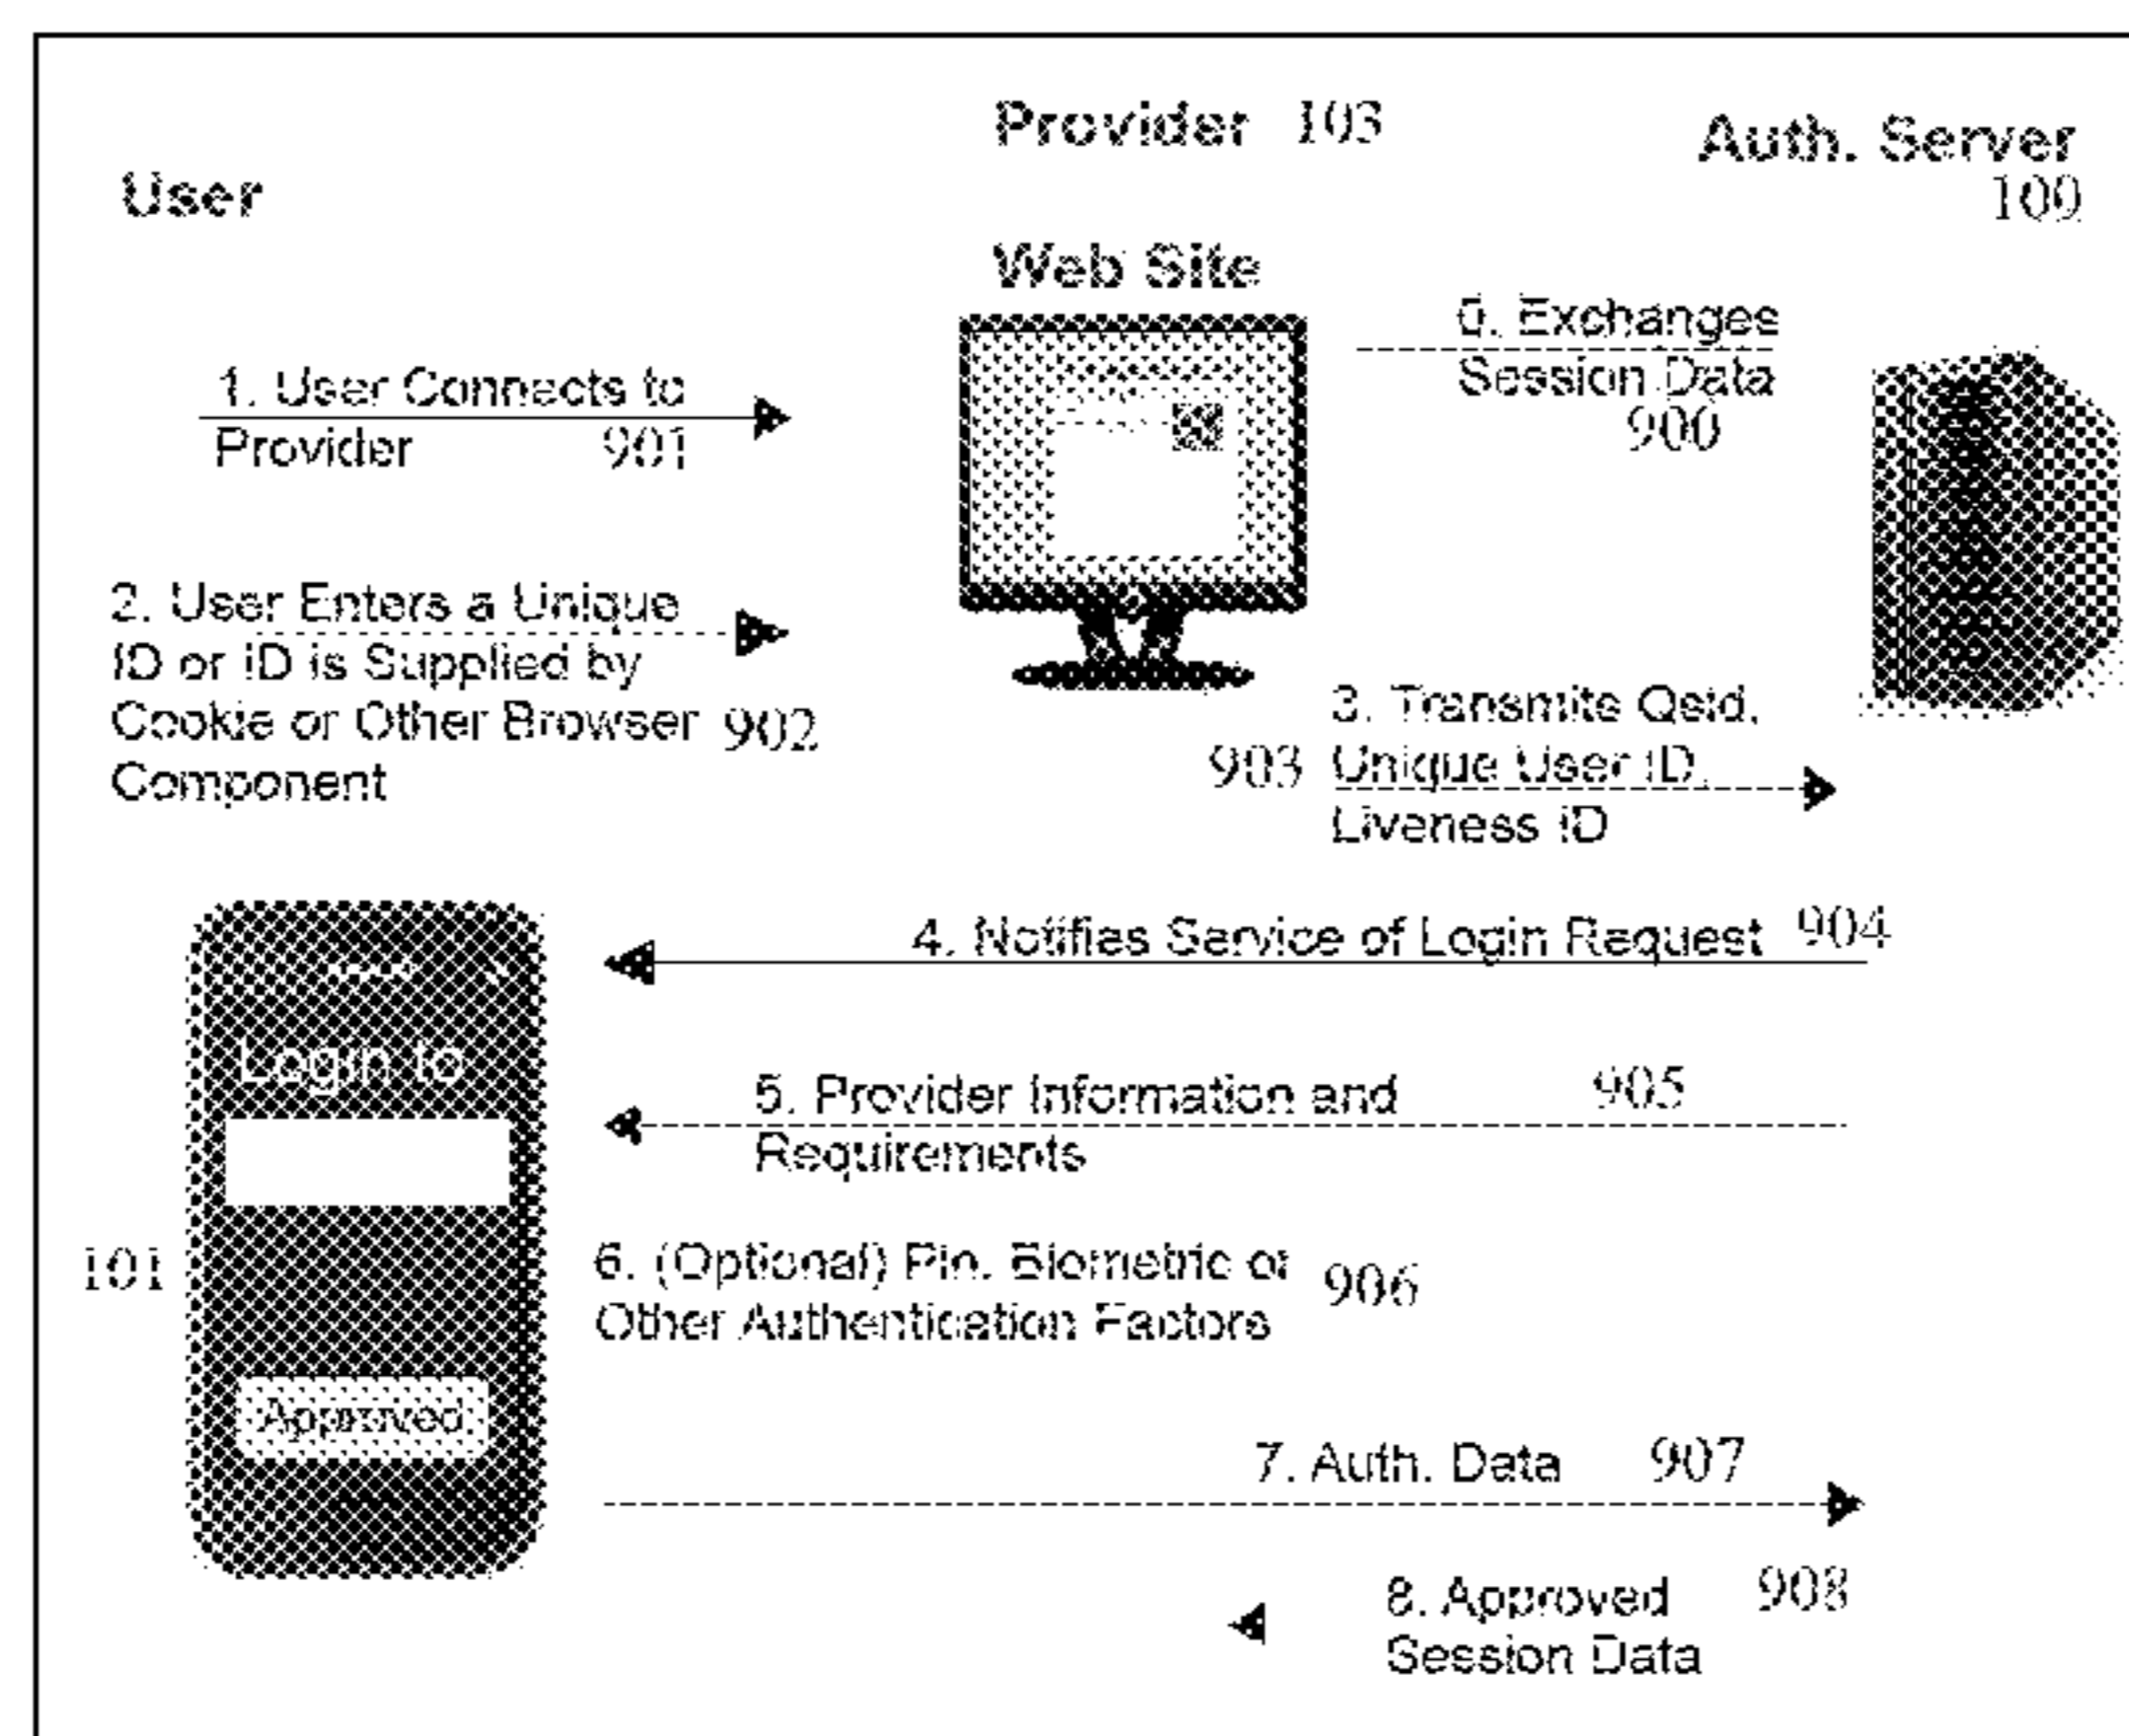 Provider 103
Auth. Server
100
User
Web Site
0. Exchanges
Session Data
900
1. User Connects to
Provider 901
2. User Enters a Unique
ID or ID is Supplied by
Cookie or Other Browser 902
Component
3. Transmits Qsid,
903 Unique User ID,
Liveness ID
4. Notifies Service of Login Request 904
Login to
5. Provider Information and 905
Requirements
101
6. (Optional) Pin, Biometric or 906
Other Authentication Factors
Approved
7. Auth. Data 907
8. Approved 908
Session Data